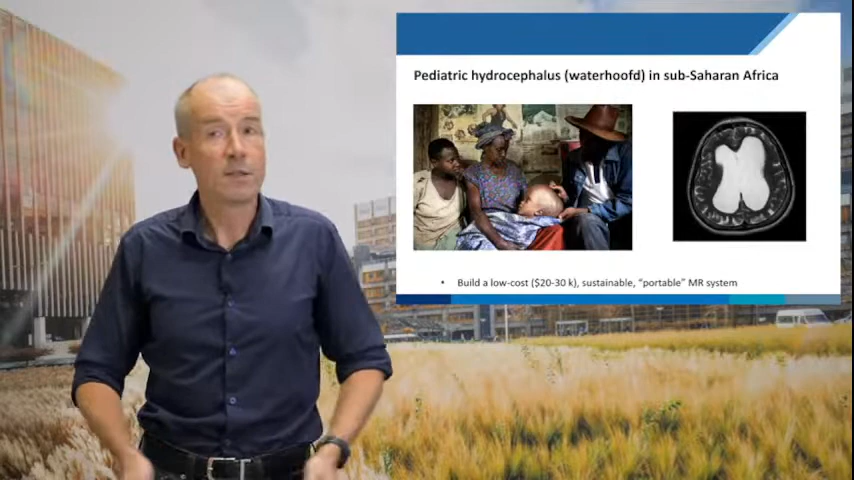 Pediatric hydrocephalus (waterhoofd) in sub-Saharan Africa
• Build a low-cost ($20-30 k), sustainable, “portable” MR system